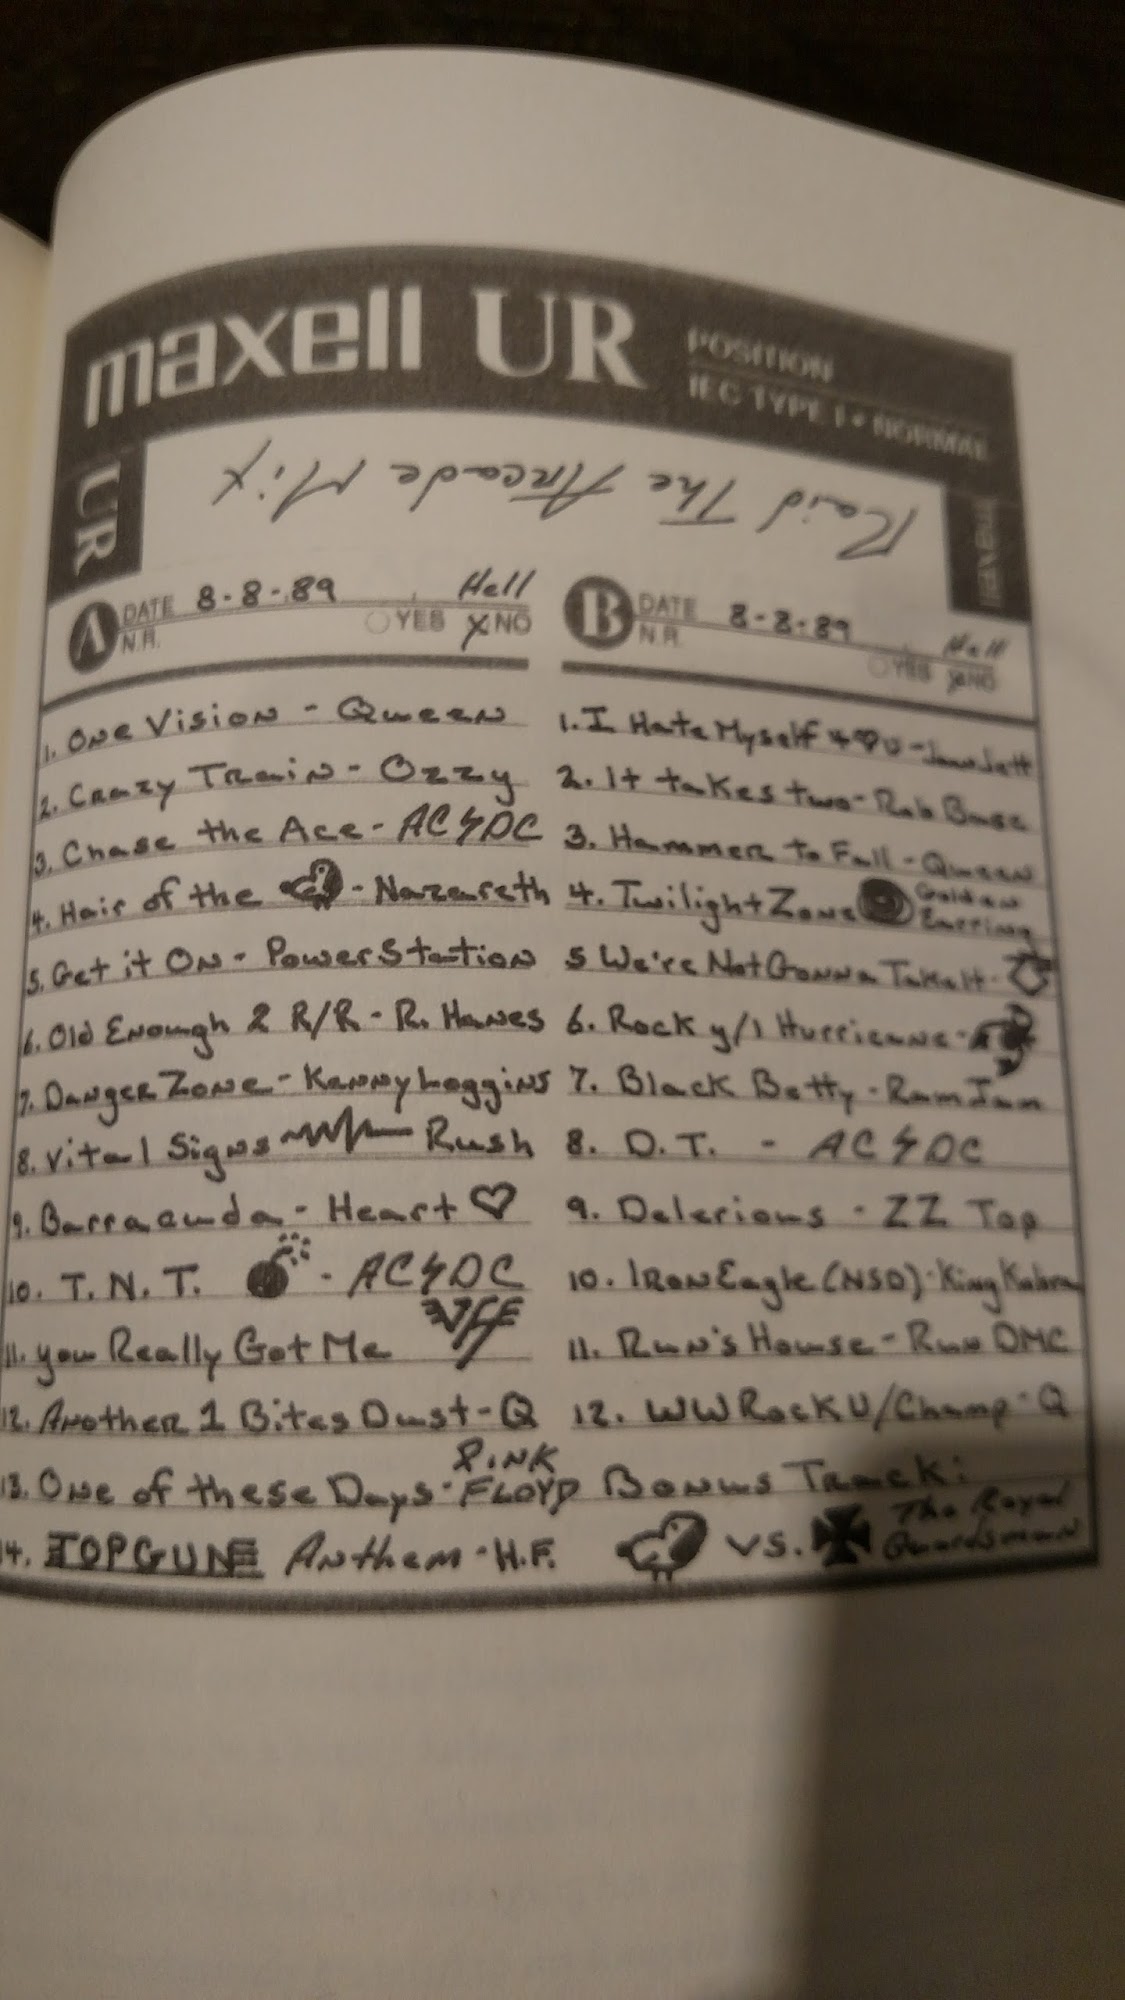 maxell UR
POSITION
IEC TYPE I • NORMAL
UR
maxell
Raid The Arcade Mix
A DATE 8-8-89 Hell
N.R. YES XNO
B DATE 8-8-89 Hell
N.R. YES XNO
1. One Vision - Queen
2. Crazy Train - Ozzy
3. Chase the Ace - AC⚡DC
4. Hair of the - Nazareth
5. Get it On - Power Station
6. Old Enough 2 R/R - R. Hanes
7. Danger Zone - Kenny Loggins
8. Vital Signs Rush
9. Barracuda - Heart ♡
10. T.N.T. - AC⚡DC
11. You Really Got Me VH
12. Another 1 Bites Dust - Q
13. One of these Days - PINK FLOYD
14. TOPGUN Anthem - H.F.
1. I Hate Myself 4 ♡ U - Joan Jett
2. It takes two - Rob Base
3. Hammer to Fall - Queen
4. Twilight Zone Golden Earring
5 We're Not Gonna Take It -
6. Rock y/1 Hurricane -
7. Black Betty - Ram Jam
8. D.T. - AC⚡DC
9. Delerious - ZZ Top
10. Iron Eagle (NSD) - King Kobra
11. Run's House - Run DMC
12. WW Rock U/Champ - Q
Bonus Track:
vs. The Royal Guardsmen